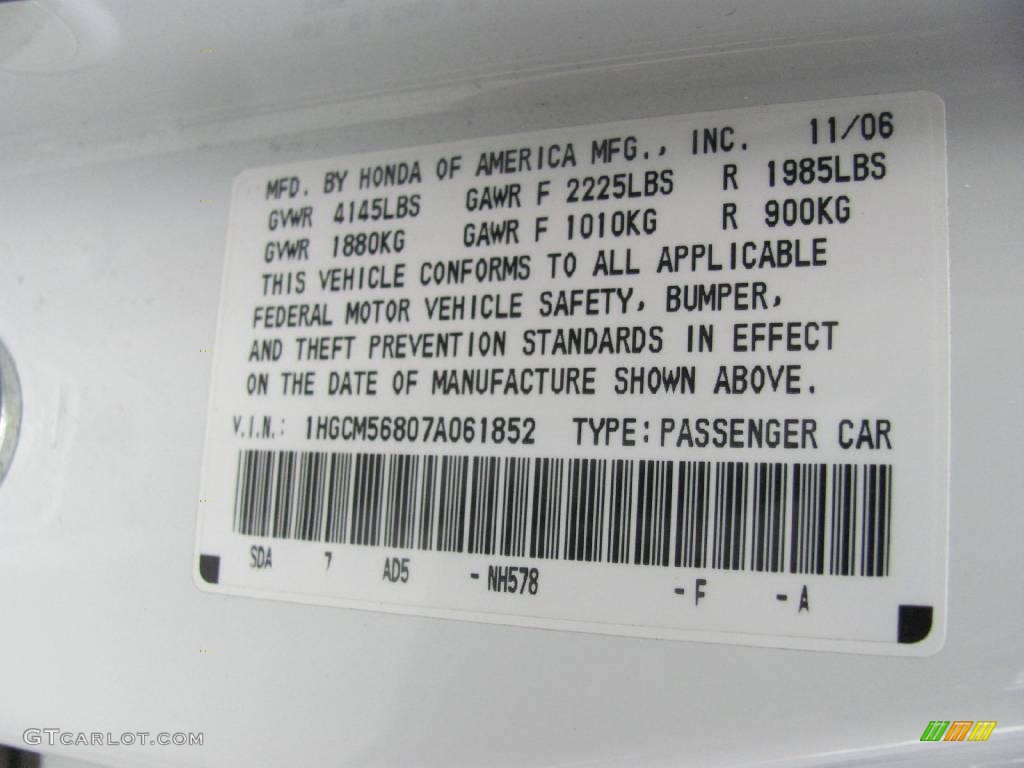 MFD. BY HONDA OF AMERICA MFG., INC. 11/06
GVWR 4145LBS GAWR F 2225LBS R 1985LBS
GVWR 1880KG GAWR F 1010KG R 900KG
THIS VEHICLE CONFORMS TO ALL APPLICABLE
FEDERAL MOTOR VEHICLE SAFETY, BUMPER,
AND THEFT PREVENTION STANDARDS IN EFFECT
ON THE DATE OF MANUFACTURE SHOWN ABOVE.
V.I.N.: 1HGCM56807A061852 TYPE: PASSENGER CAR
SDA 7 AD5 - NH578 - F - A
GTCARLOT.COM